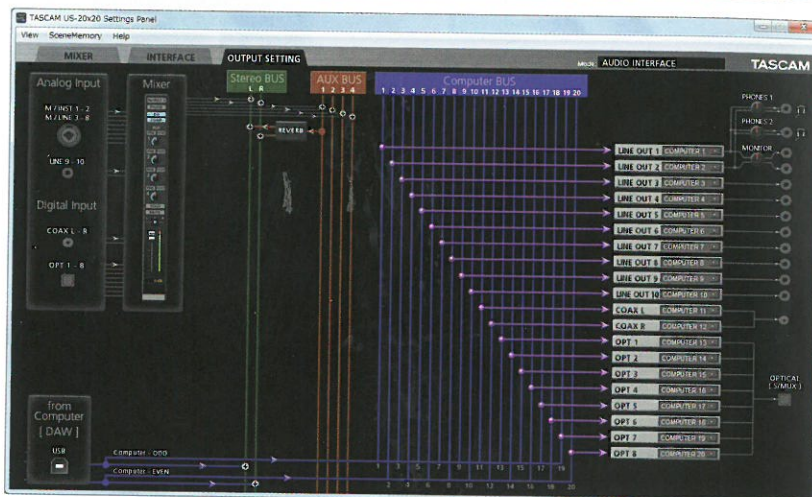 TASCAM US-20x20 Settings Panel
View SceneMemory Help
MIXER INTERFACE OUTPUT SETTING
Mode AUDIO INTERFACE TASCAM
Analog Input
M/INST 1-2
M/LINE 3-8
LINE 9-10
Digital Input
COAX L-R
OPT 1-8
Mixer
Stereo BUS
L R
AUX BUS
1 2 3 4
REVERB
Computer BUS
1 2 3 4 5 6 7 8 9 10 11 12 13 14 15 16 17 18 19 20
LINE OUT 1 COMPUTER 1
LINE OUT 2 COMPUTER 2
LINE OUT 3 COMPUTER 3
LINE OUT 4 COMPUTER 4
LINE OUT 5 COMPUTER 5
LINE OUT 6 COMPUTER 6
LINE OUT 7 COMPUTER 7
LINE OUT 8 COMPUTER 8
LINE OUT 9 COMPUTER 9
LINE OUT 10 COMPUTER 10
COAX L COMPUTER 11
COAX R COMPUTER 12
OPT 1 COMPUTER 13
OPT 2 COMPUTER 14
OPT 3 COMPUTER 15
OPT 4 COMPUTER 16
OPT 5 COMPUTER 17
OPT 6 COMPUTER 18
OPT 7 COMPUTER 19
OPT 8 COMPUTER 20
PHONES 1
PHONES 2
MONITOR
OPTICAL
(S/MUX)
from
Computer
[DAW]
USB
Computer - ODD
Computer - EVEN
1 3 5 7 9 11 13 15 17 19
2 4 6 8 10 12 14 16 18 20